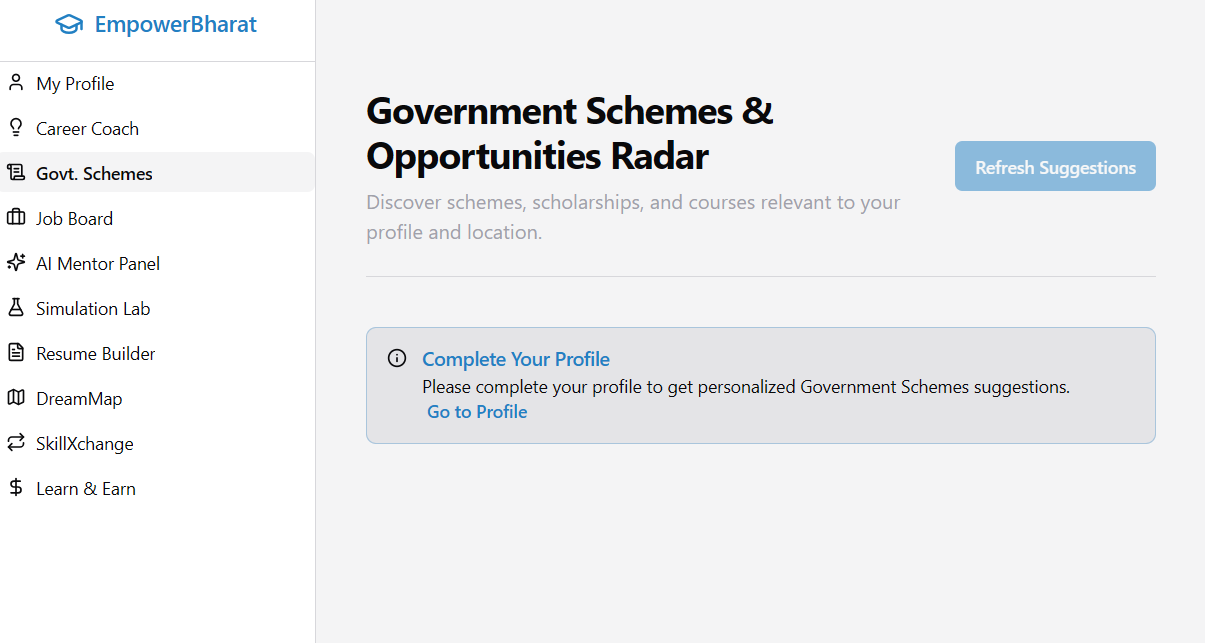 EmpowerBharat
My Profile
Career Coach
Govt. Schemes
Job Board
AI Mentor Panel
Simulation Lab
Resume Builder
DreamMap
SkillXchange
Learn & Earn
Government Schemes &
Opportunities Radar
Discover schemes, scholarships, and courses relevant to your
profile and location.
Refresh Suggestions
Complete Your Profile
Please complete your profile to get personalized Government Schemes suggestions.
Go to Profile